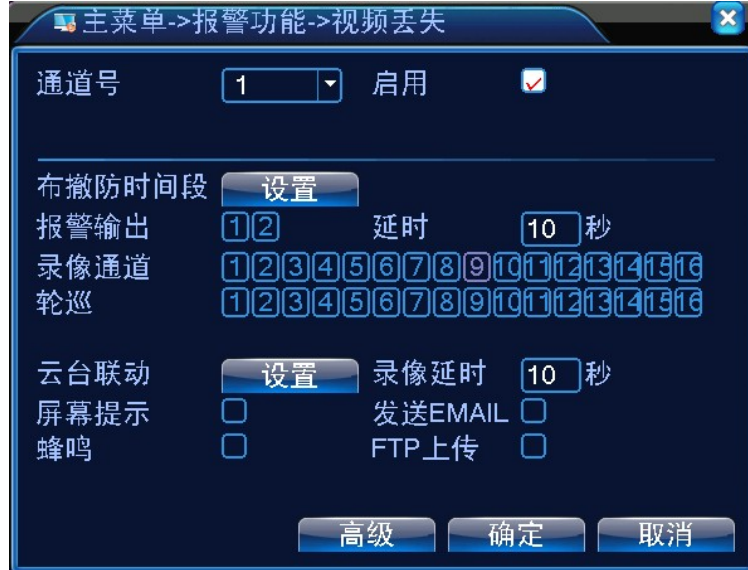 主菜单->报警功能->视频丢失
通道号 1 启用
布撤防时间段 设置
报警输出 1 2 延时 10 秒
录像通道 1 2 3 4 5 6 7 8 9 10 11 12 13 14 15 16
轮巡 1 2 3 4 5 6 7 8 9 10 11 12 13 14 15 16
云台联动 设置 录像延时 10 秒
屏幕提示 发送EMAIL
蜂鸣 FTP上传
高级 确定 取消